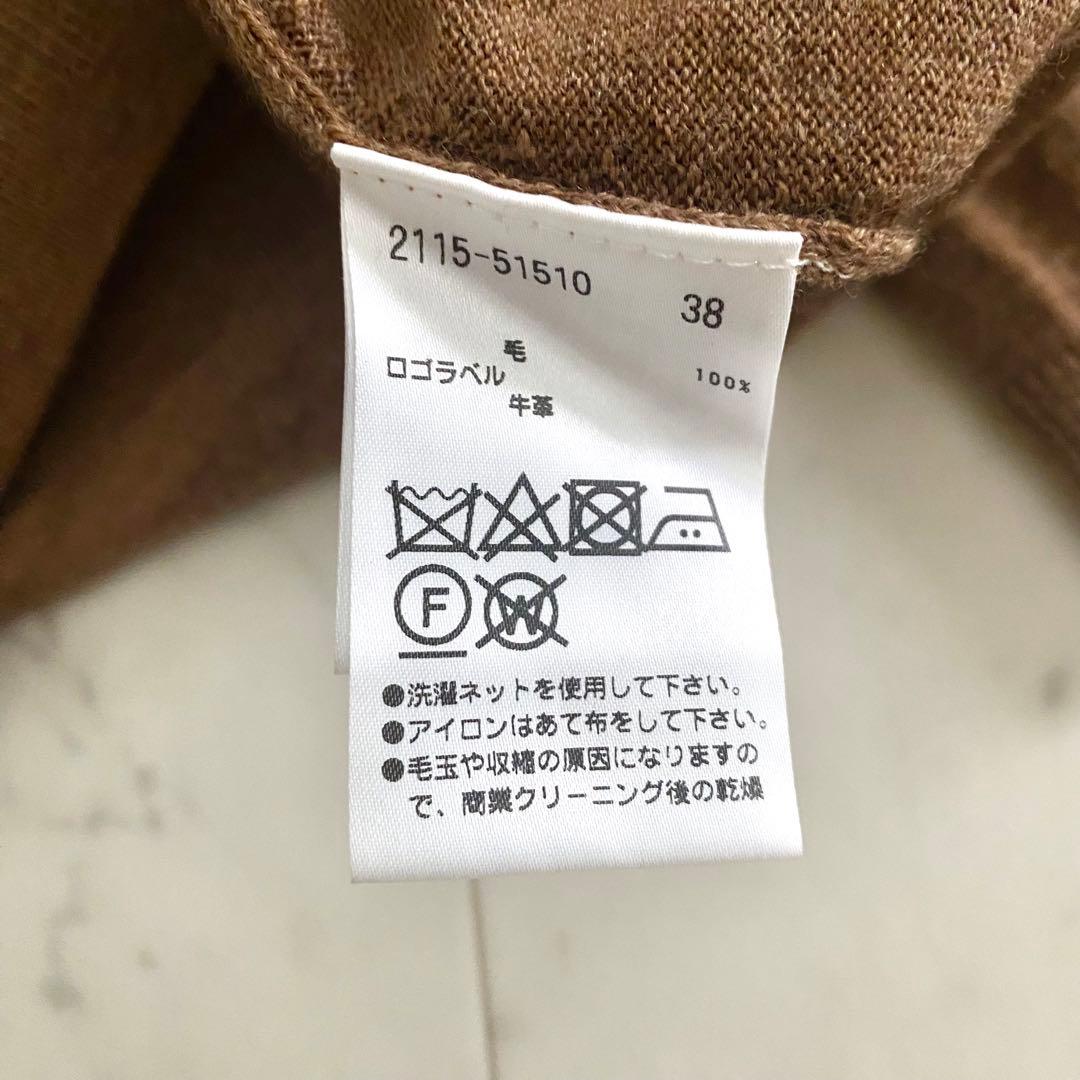 2115-51510 38
毛 100%
ロゴラベル
牛革
F W
●洗濯ネットを使用して下さい。
●アイロンはあて布をして下さい。
●毛玉や収縮の原因になりますの
で、商業クリーニング後の乾燥